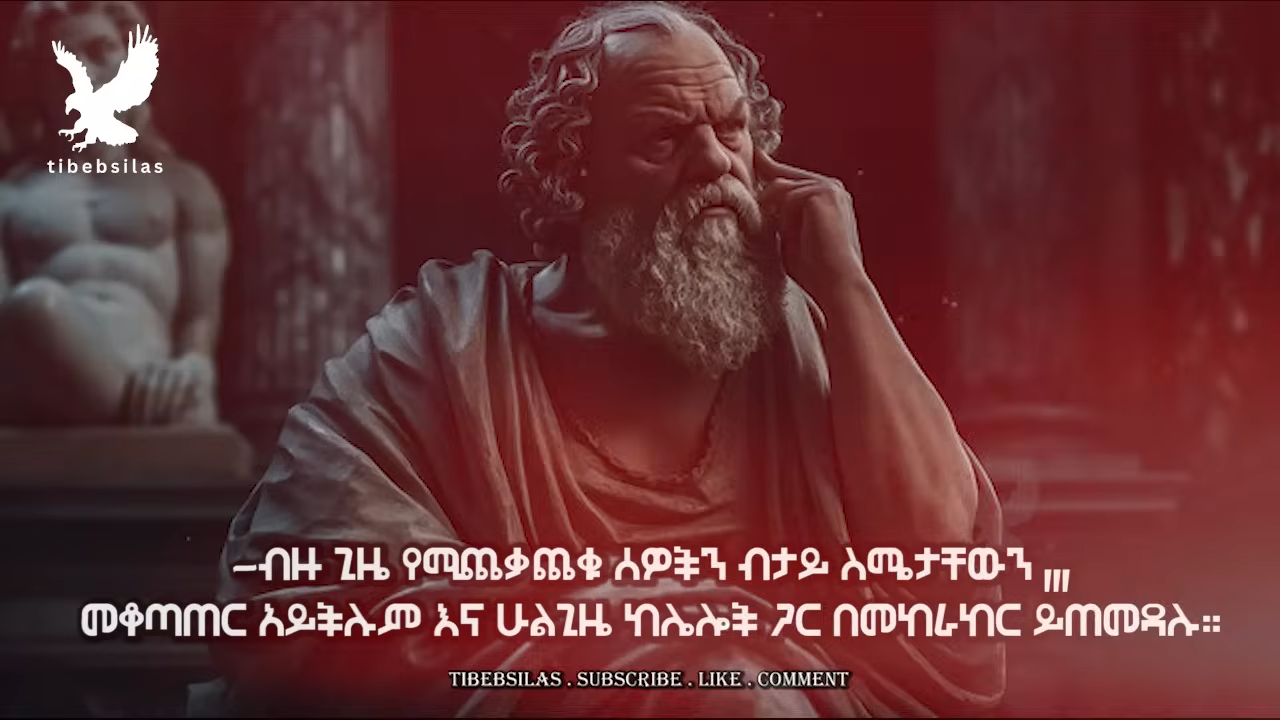 tibebsilas
–ብዙ ጊዜ የሚጨቃጨቁ ሰዎችን ብታይ ስሜታቸውን ,,,
መቆጣጠር አይችሉም እና ሁልጊዜ ከሌሎች ጋር በመከራከር ይጠመዳሉ።
TIBEBSILAS . SUBSCRIBE . LIKE . COMMENT